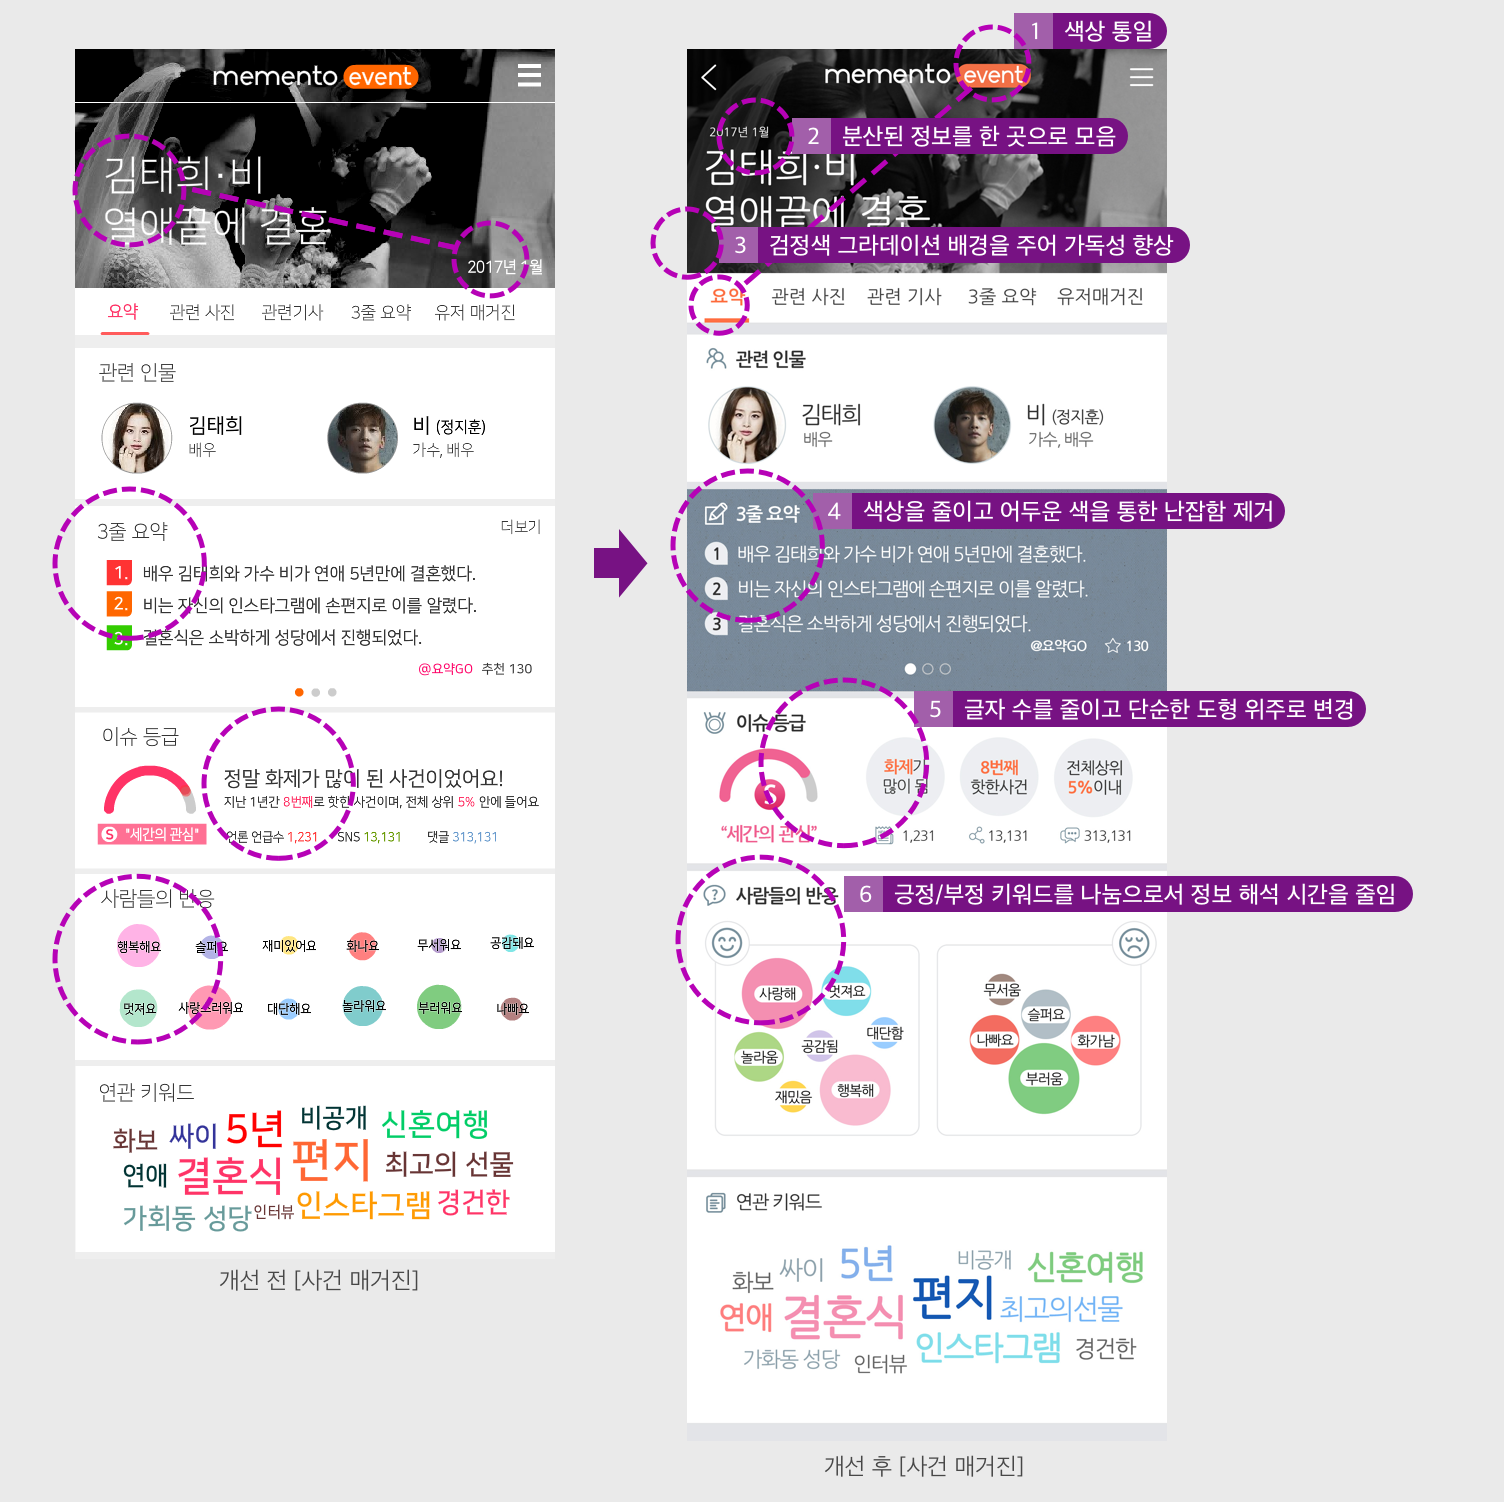 memento event
김태희·비
열애끝에 결혼
2017년 1월
요약 관련 사진 관련기사 3줄 요약 유저 매거진
관련 인물
김태희
배우
비 (정지훈)
가수, 배우
3줄 요약 더보기
1. 배우 김태희와 가수 비가 연애 5년만에 결혼했다.
2. 비는 자신의 인스타그램에 손편지로 이를 알렸다.
3. 결혼식은 소박하게 성당에서 진행되었다.
@요약GO 추천 130
이슈 등급
정말 화제가 많이 된 사건이었어요!
지난 1년간 8번째로 핫한 사건이며, 전체 상위 5% 안에 들어요
S "세간의 관심"
언론 언급수 1,231 SNS 13,131 댓글 313,131
사람들의 반응
행복해요 슬퍼요 재미있어요 화나요 무서워요 공감돼요
멋져요 사랑스러워요 대단해요 놀라워요 부러워요 나빠요
연관 키워드
화보 싸이 5년 비공개 신혼여행
연애 결혼식 편지 최고의 선물
가회동 성당 인터뷰 인스타그램 경건한
개선 전 [사건 매거진]
1 색상 통일
memento event
2 분산된 정보를 한 곳으로 모음
2017년 1월
김태희·비
열애끝에 결혼
3 검정색 그라데이션 배경을 주어 가독성 향상
요약 관련 사진 관련 기사 3줄 요약 유저매거진
관련 인물
김태희
배우
비 (정지훈)
가수, 배우
4 색상을 줄이고 어두운 색을 통한 난잡함 제거
3줄 요약
1 배우 김태희와 가수 비가 연애 5년만에 결혼했다.
2 비는 자신의 인스타그램에 손편지로 이를 알렸다.
3 결혼식은 소박하게 성당에서 진행되었다.
@요약GO 130
5 글자 수를 줄이고 단순한 도형 위주로 변경
이슈 등급
S
“세간의 관심”
화제가
많이 됨
8번째
핫한사건
전체상위
5%이내
1,231 13,131 313,131
6 긍정/부정 키워드를 나눔으로서 정보 해석 시간을 줄임
사람들의 반응
사랑해 멋져요
대단함
놀라움 공감됨
재밌음 행복해
무서움
슬퍼요
나빠요 화가남
부러움
연관 키워드
화보 싸이 5년 비공개 신혼여행
연애 결혼식 편지 최고의선물
가화동 성당 인터뷰 인스타그램 경건한
개선 후 [사건 매거진]